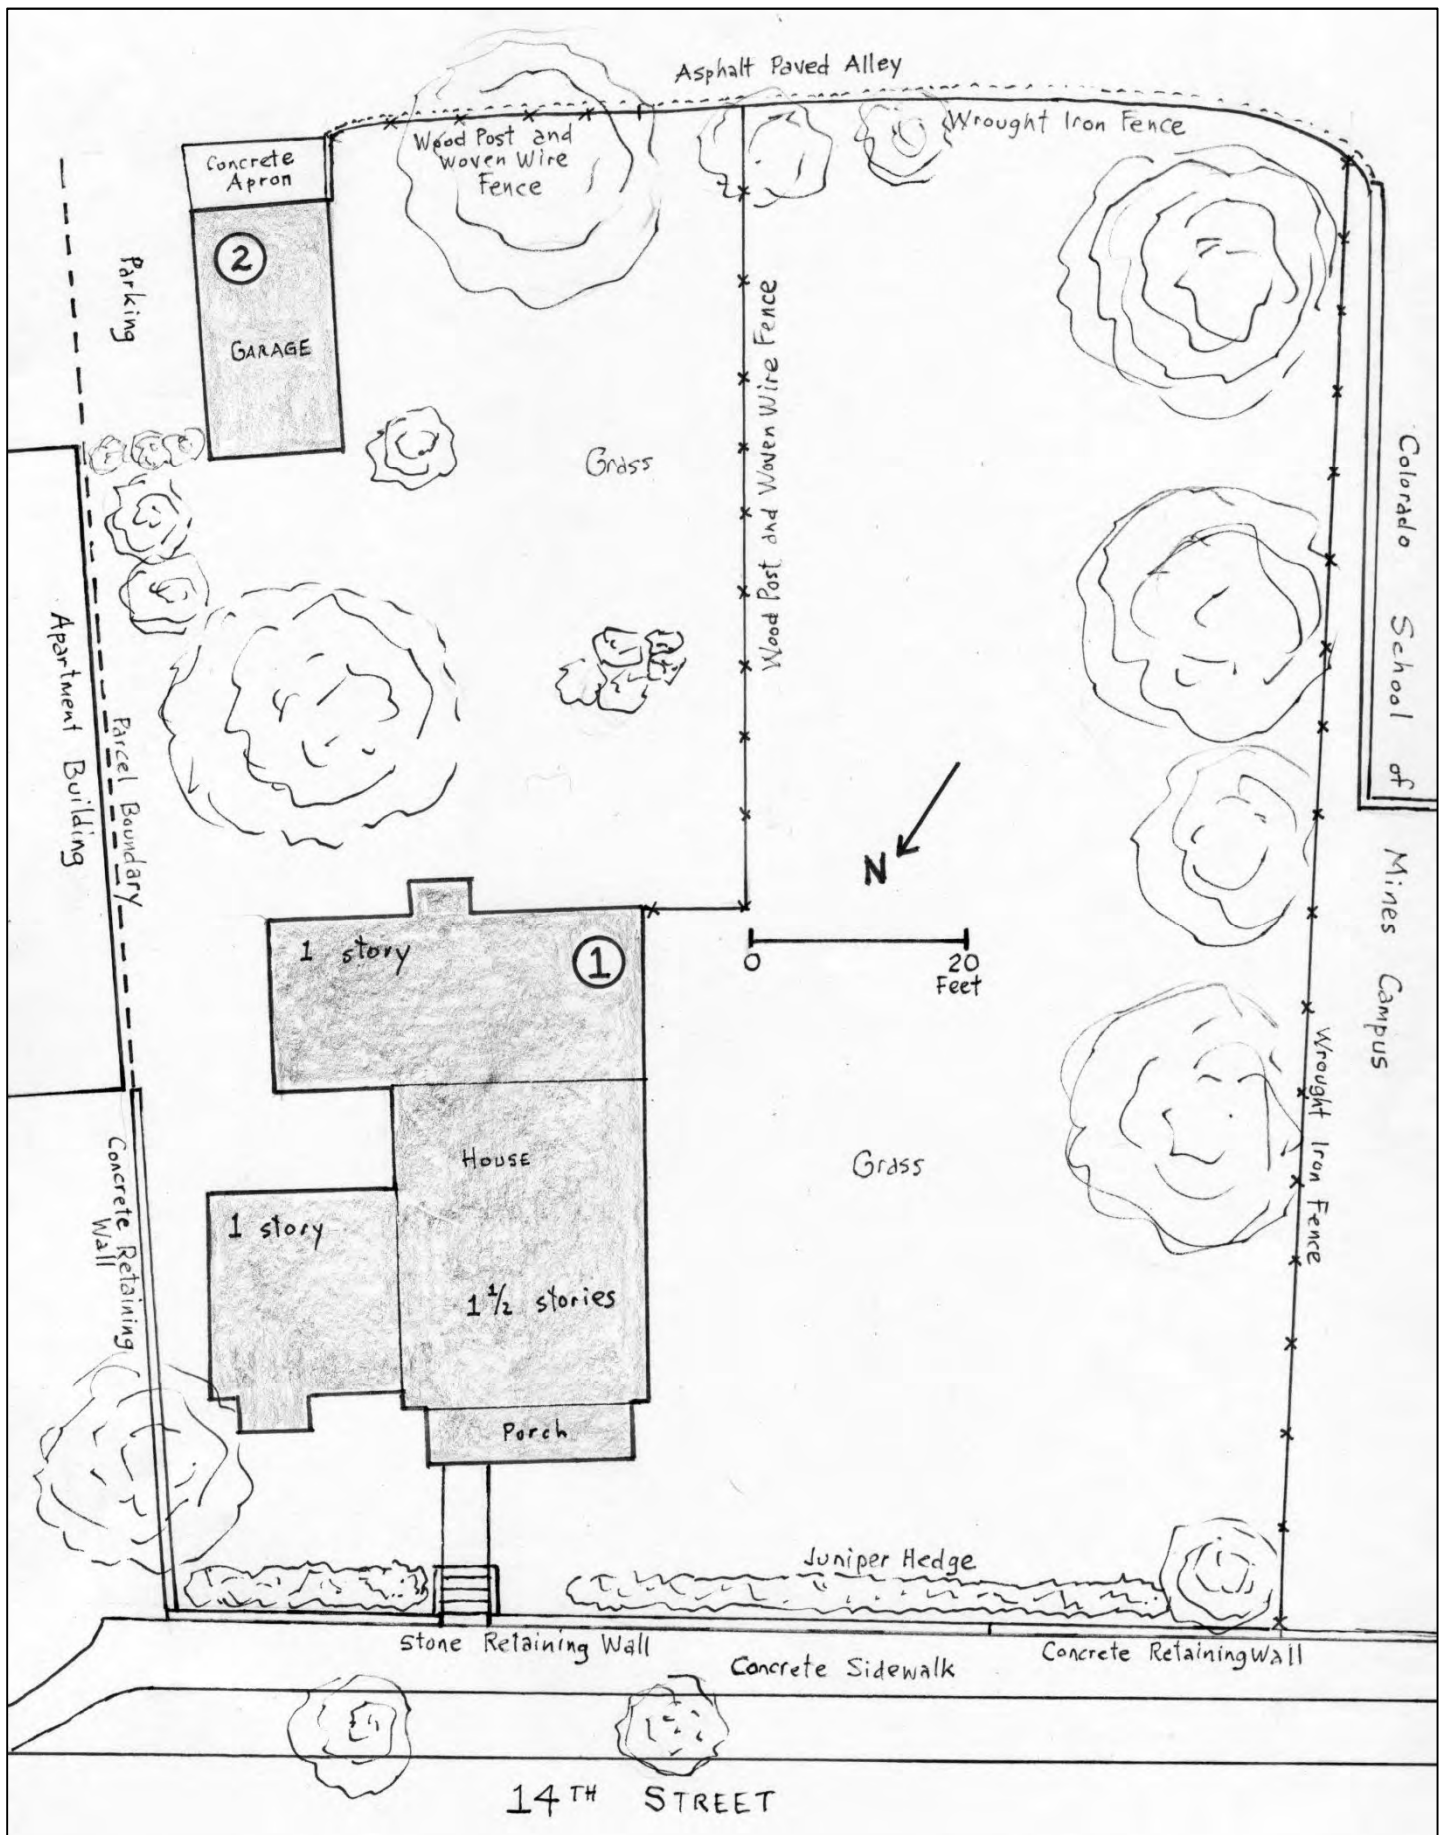 Asphalt Paved Alley
Wrought Iron Fence
Wood Post and
Woven Wire
Fence
Concrete
Apron
2
GARAGE
Parking
Wood Post and Woven Wire Fence
Grass
Colorado School of Mines Campus
Apartment Building
Parcel Boundary
N
0 20
Feet
1 story
1
HOUSE
1 story
1 1/2 stories
Porch
Grass
Wrought Iron Fence
Concrete Retaining
Wall
Juniper Hedge
Stone Retaining Wall
Concrete Retaining Wall
Concrete Sidewalk
14TH STREET